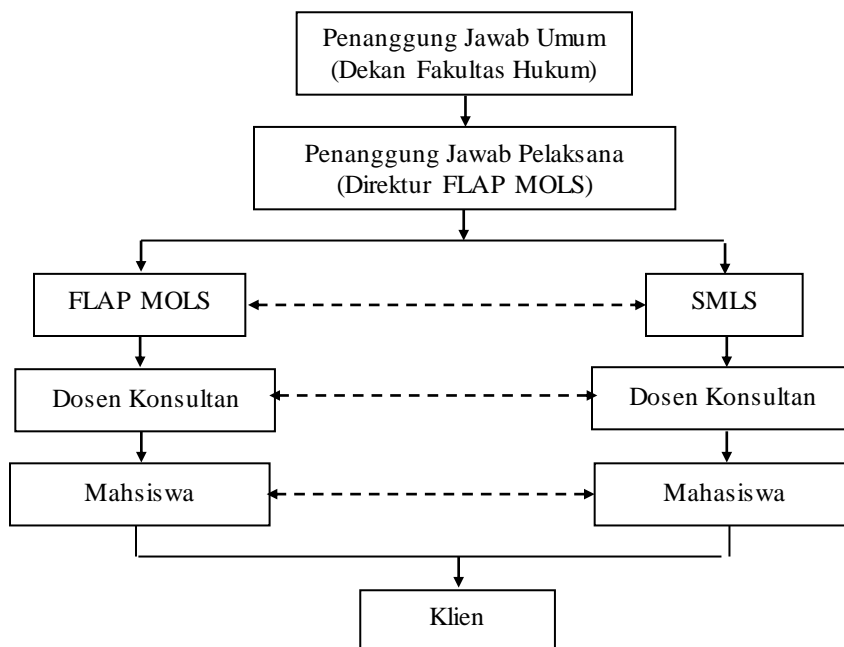 Penanggung Jawab Umum
(Dekan Fakultas Hukum)
Penanggung Jawab Pelaksana
(Direktur FLAP MOLS)
FLAP MOLS
SMLS
Dosen Konsultan
Dosen Konsultan
Mahsiswa
Mahasiswa
Klien